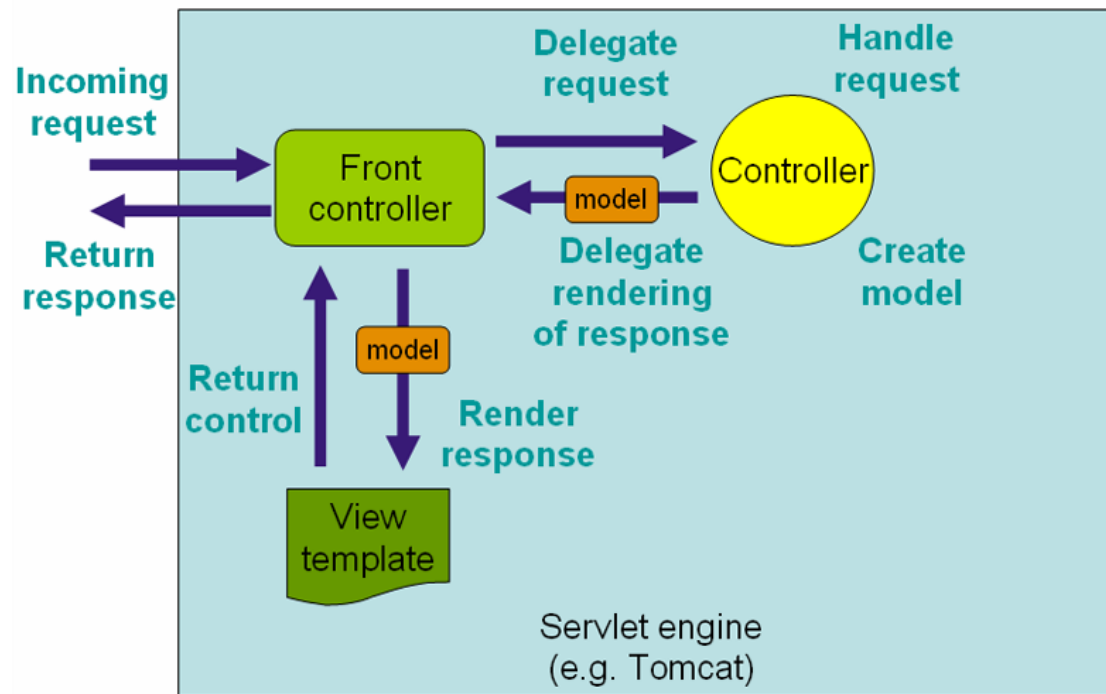 Incoming
request
Delegate
request
Handle
request
Front
controller
Controller
model
Return
response
Delegate
rendering
of response
Create
model
model
Return
control
Render
response
View
template
Servlet engine
(e.g. Tomcat)